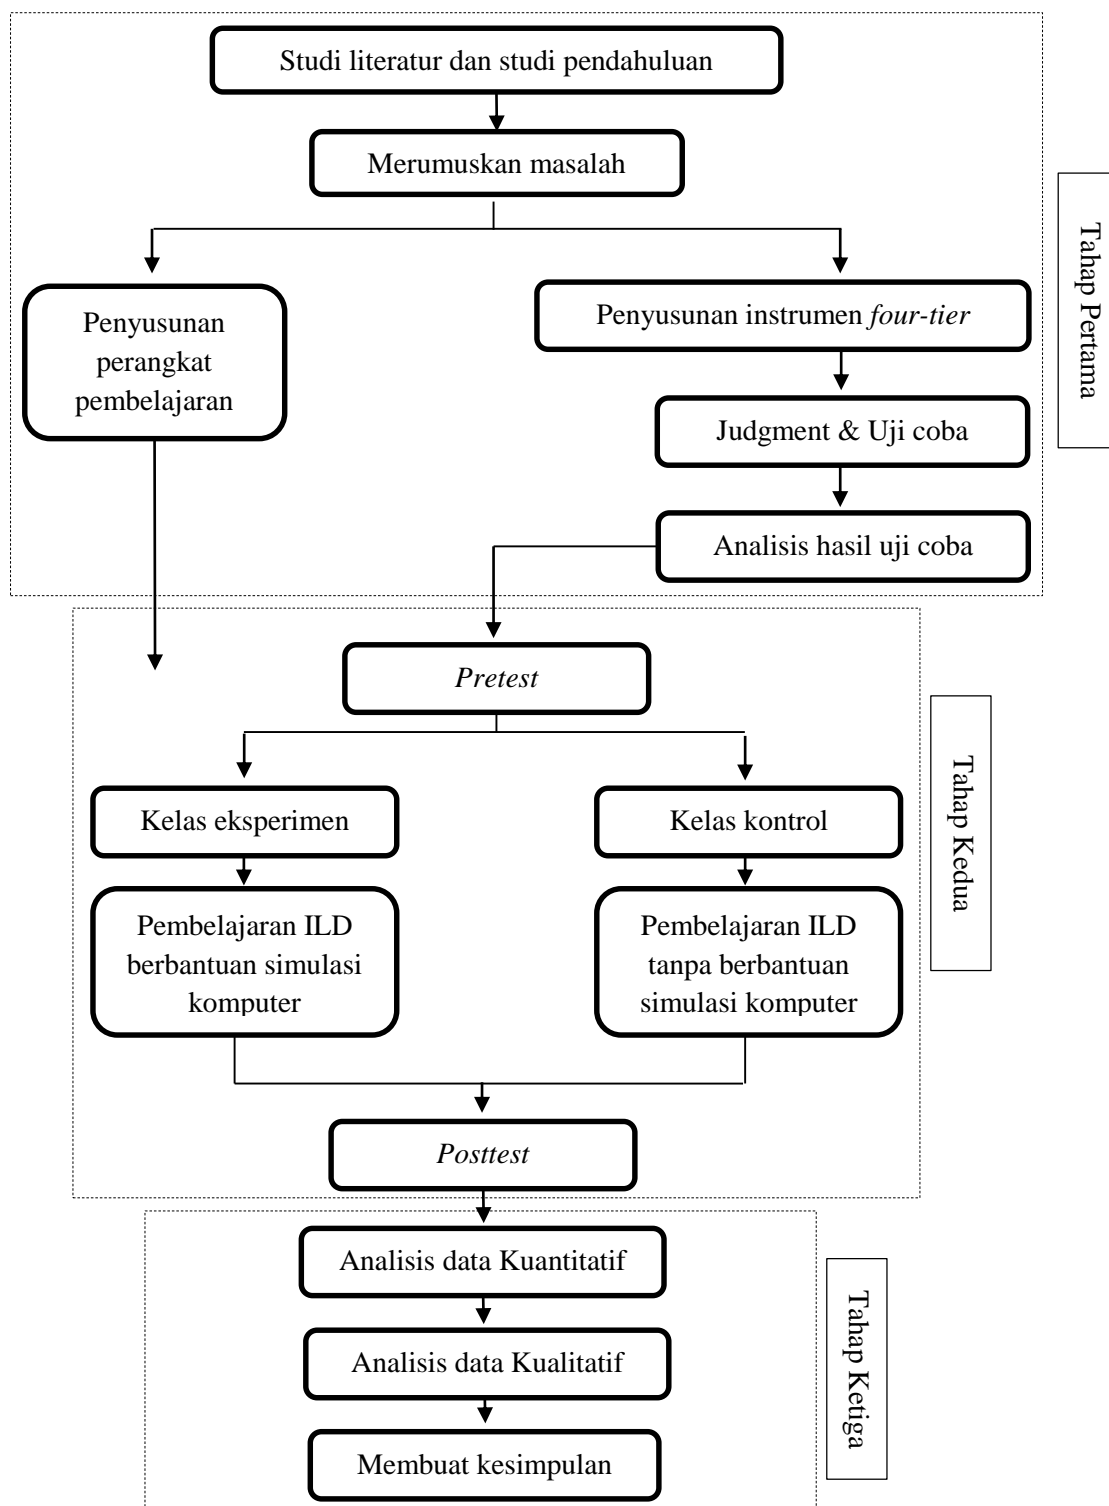 Studi literatur dan studi pendahuluan
Merumuskan masalah
Tahap Pertama
Penyusunan
perangkat
pembelajaran
Penyusunan instrumen four-tier
Judgment & Uji coba
Analisis hasil uji coba
Pretest
Tahap Kedua
Kelas eksperimen
Kelas kontrol
Pembelajaran ILD
berbantuan simulasi
komputer
Pembelajaran ILD
tanpa berbantuan
simulasi komputer
Posttest
Analisis data Kuantitatif
Tahap Ketiga
Analisis data Kualitatif
Membuat kesimpulan